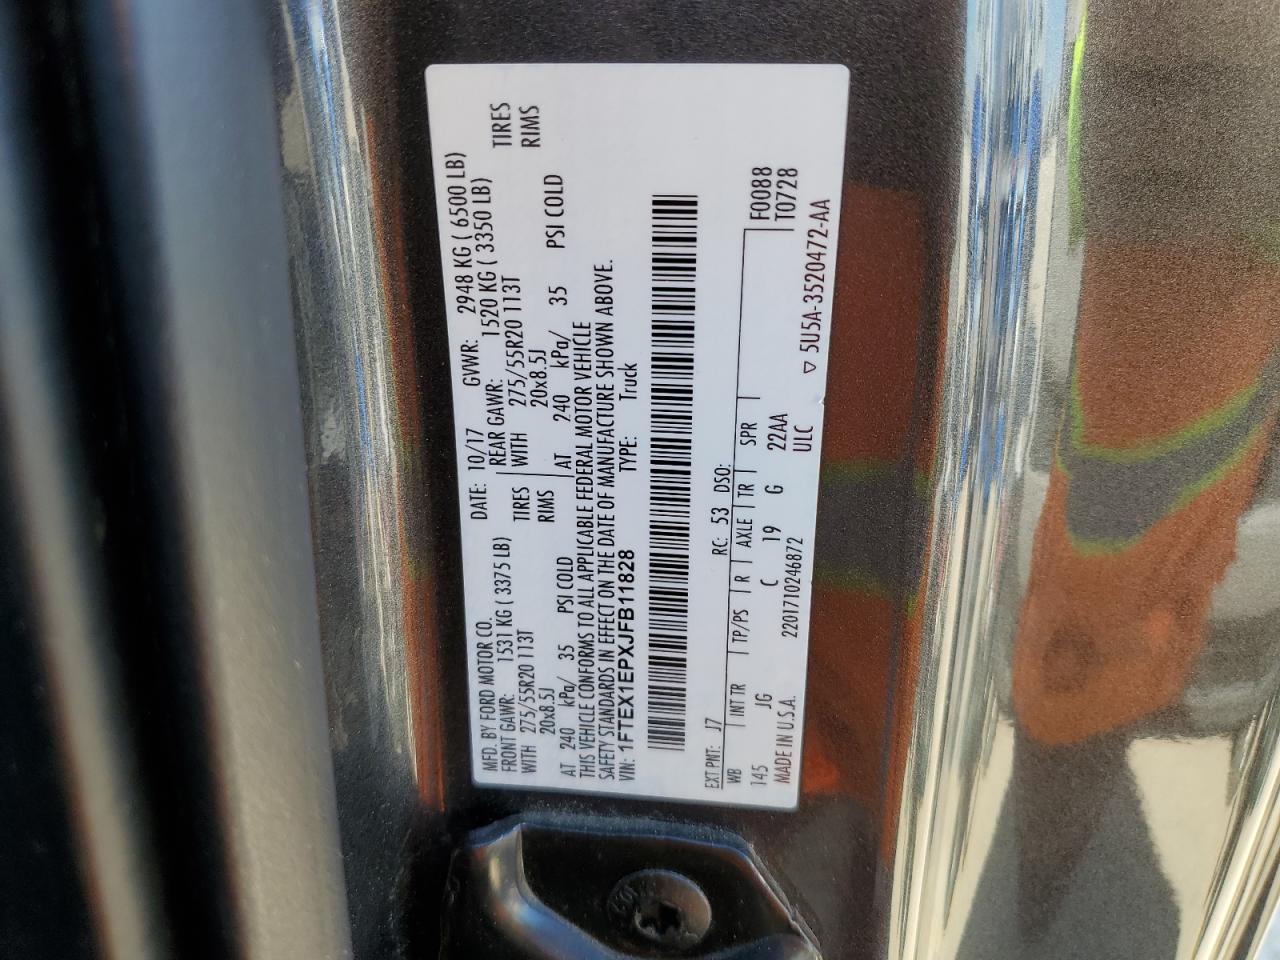 MFD. BY FORD MOTOR CO. DATE: 10/17 GVWR: 2948 KG ( 6500 LB)
FRONT GAWR: 1531 KG ( 3375 LB) REAR GAWR: 1520 KG ( 3350 LB)
WITH 275/55R20 113T TIRES WITH 275/55R20 113T TIRES
20x8.5J RIMS 20x8.5J RIMS
AT 240 kPa/ 35 PSI COLD AT 240 kPa/ 35 PSI COLD
THIS VEHICLE CONFORMS TO ALL APPLICABLE FEDERAL MOTOR VEHICLE
SAFETY STANDARDS IN EFFECT ON THE DATE OF MANUFACTURE SHOWN ABOVE.
VIN: 1FTEX1EPXJFB11828 TYPE: Truck
EXT PNT: J7 RC: 53 DSO: F0088
WB INT TR TP/PS R AXLE TR SPR T0728
145 JG C 19 G 22AA
2201710246872 ULC
MADE IN U.S.A. ▽ 5U5A-3520472-AA